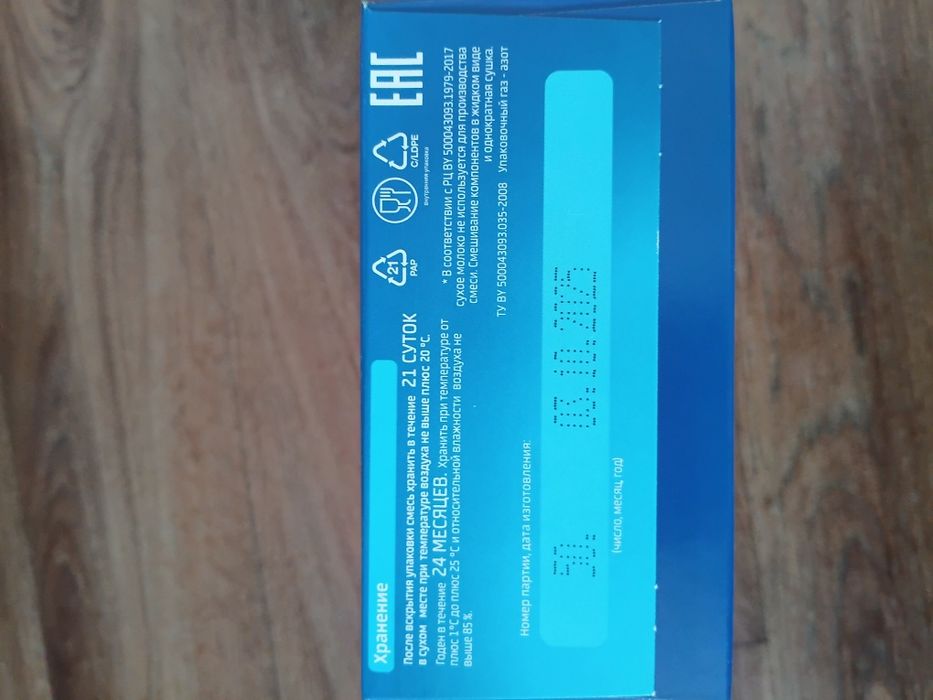 Хранение
После вскрытия упаковки смесь хранить в течение 21 СУТОК
в сухом месте при температуре воздуха не выше плюс 20 °С.
Годен в течение 24 МЕСЯЦЕВ. Хранить при температуре от
плюс 1°С до плюс 25 °С и относительной влажности воздуха не
выше 85 %.
21
PAP
C/LDPE
внутренняя упаковка
EAC
* В соответствии с РЦ BY 500043093.1979-2017
сухое молоко не используется для производства
смеси. Смешивание компонентов в жидком виде
и однократная сушка.
ТУ BY 500043093.035-2008 Упаковочный газ - азот
Номер партии, дата изготовления:
(число, месяц, год)